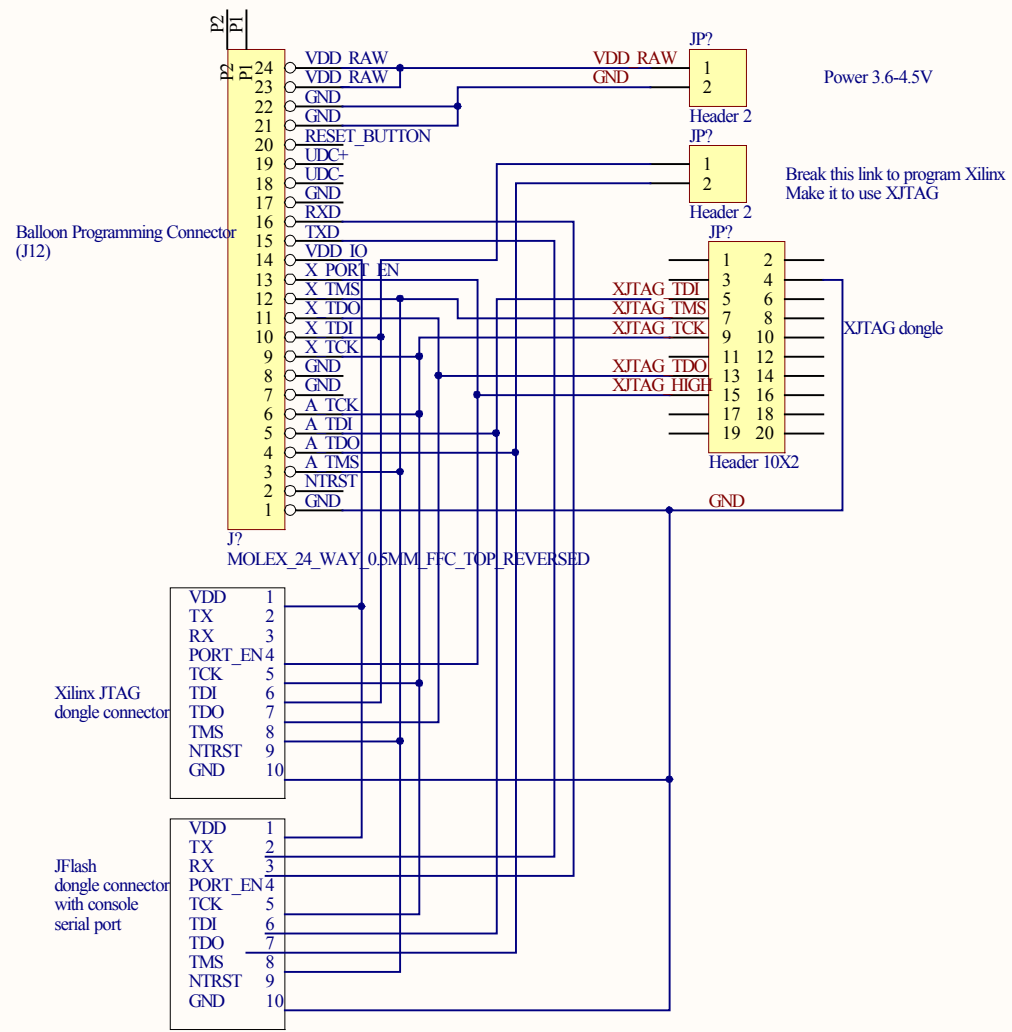 P2
P1
P2
P1
Balloon Programming Connector
(J12)
24 VDD_RAW
23 VDD_RAW
22 GND
21 GND
20 RESET_BUTTON
19 UDC+
18 UDC-
17 GND
16 RXD
15 TXD
14 VDD_IO
13 X_PORT_EN
12 X_TMS
11 X_TDO
10 X_TDI
9 X_TCK
8 GND
7 GND
6 A_TCK
5 A_TDI
4 A_TDO
3 A_TMS
2 NTRST
1 GND
J?
MOLEX_24_WAY_0.5MM_FFC_TOP_REVERSED
JP?
VDD_RAW 1
GND 2
Header 2
Power 3.6-4.5V
JP?
1
2
Header 2
Break this link to program Xilinx
Make it to use XJTAG
JP?
1 2
3 4
XJTAG_TDI 5 6
XJTAG_TMS 7 8
XJTAG_TCK 9 10
11 12
XJTAG_TDO 13 14
XJTAG_HIGH 15 16
17 18
19 20
Header 10X2
XJTAG dongle
GND
Xilinx JTAG
dongle connector
VDD 1
TX 2
RX 3
PORT_EN 4
TCK 5
TDI 6
TDO 7
TMS 8
NTRST 9
GND 10
JFlash
dongle connector
with console
serial port
VDD 1
TX 2
RX 3
PORT_EN 4
TCK 5
TDI 6
TDO 7
TMS 8
NTRST 9
GND 10